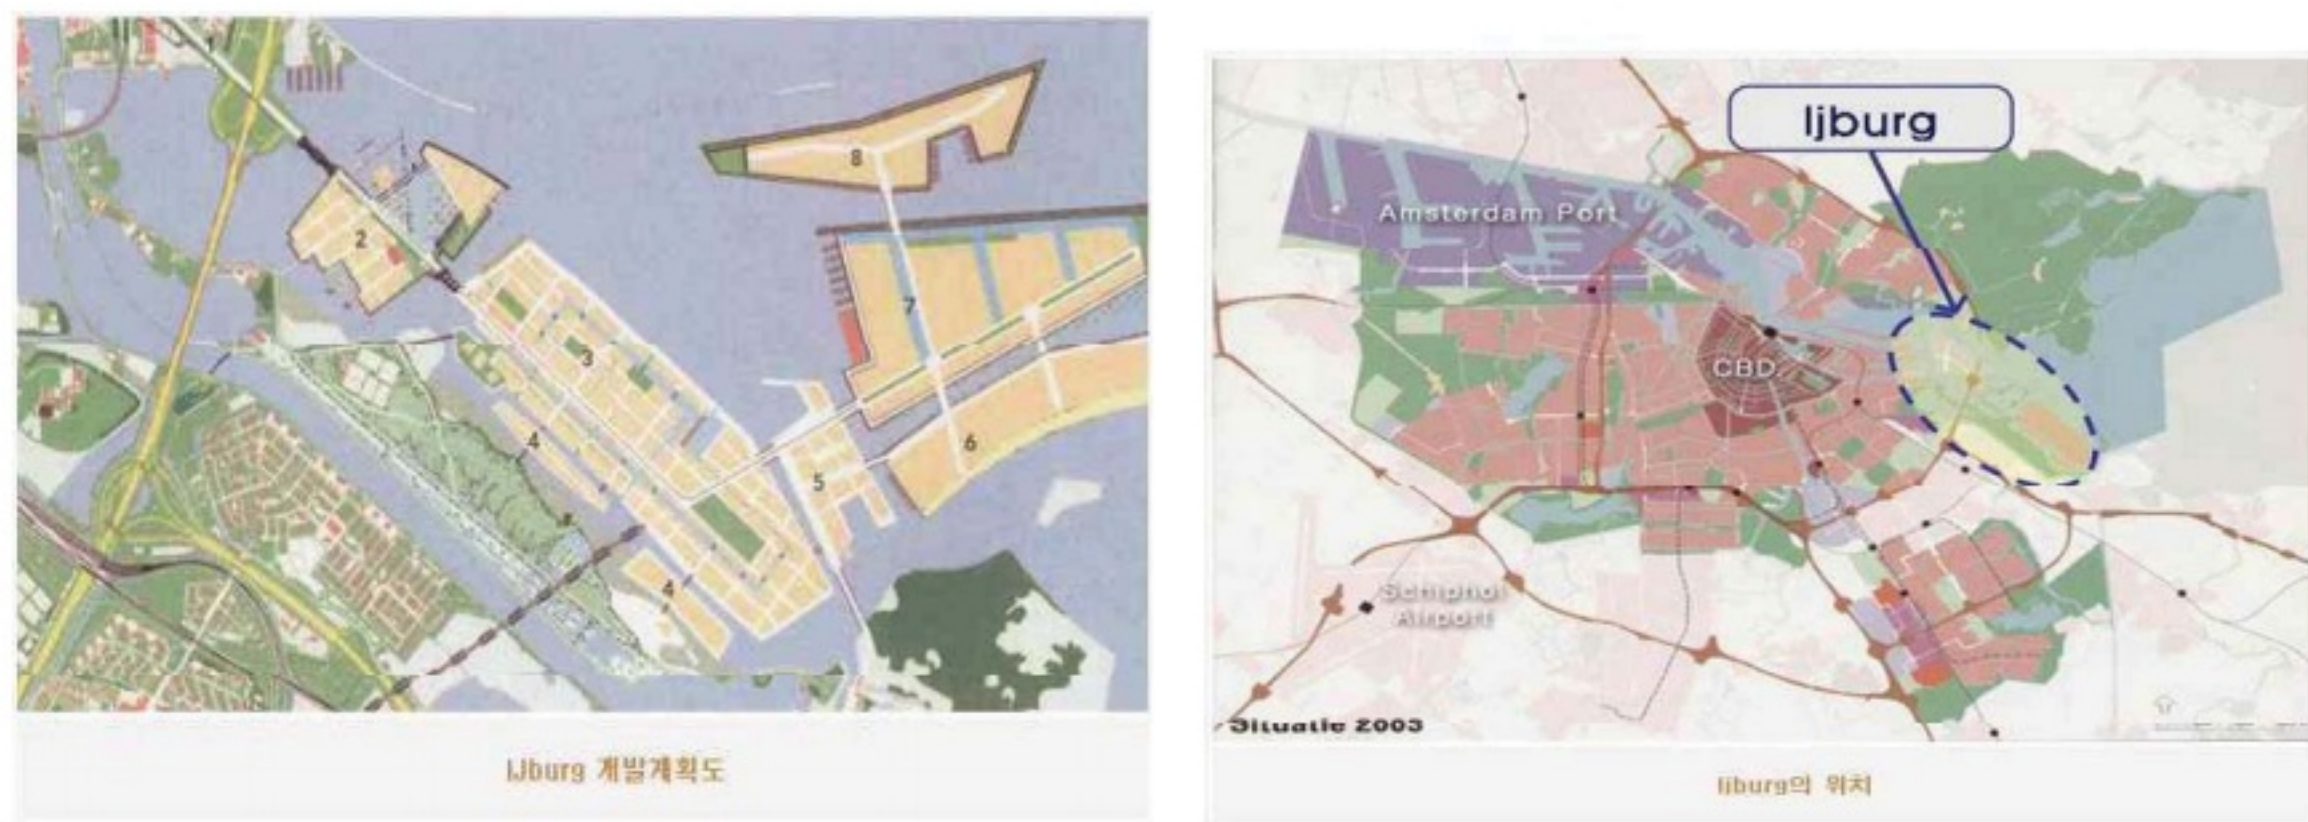 1
2
3
4
4
5
6
7
8
IJburg 개발계획도
Ijburg
Amsterdam Port
CBD
Schiphol
Airport
Situatie 2003
Ijburg의 위치